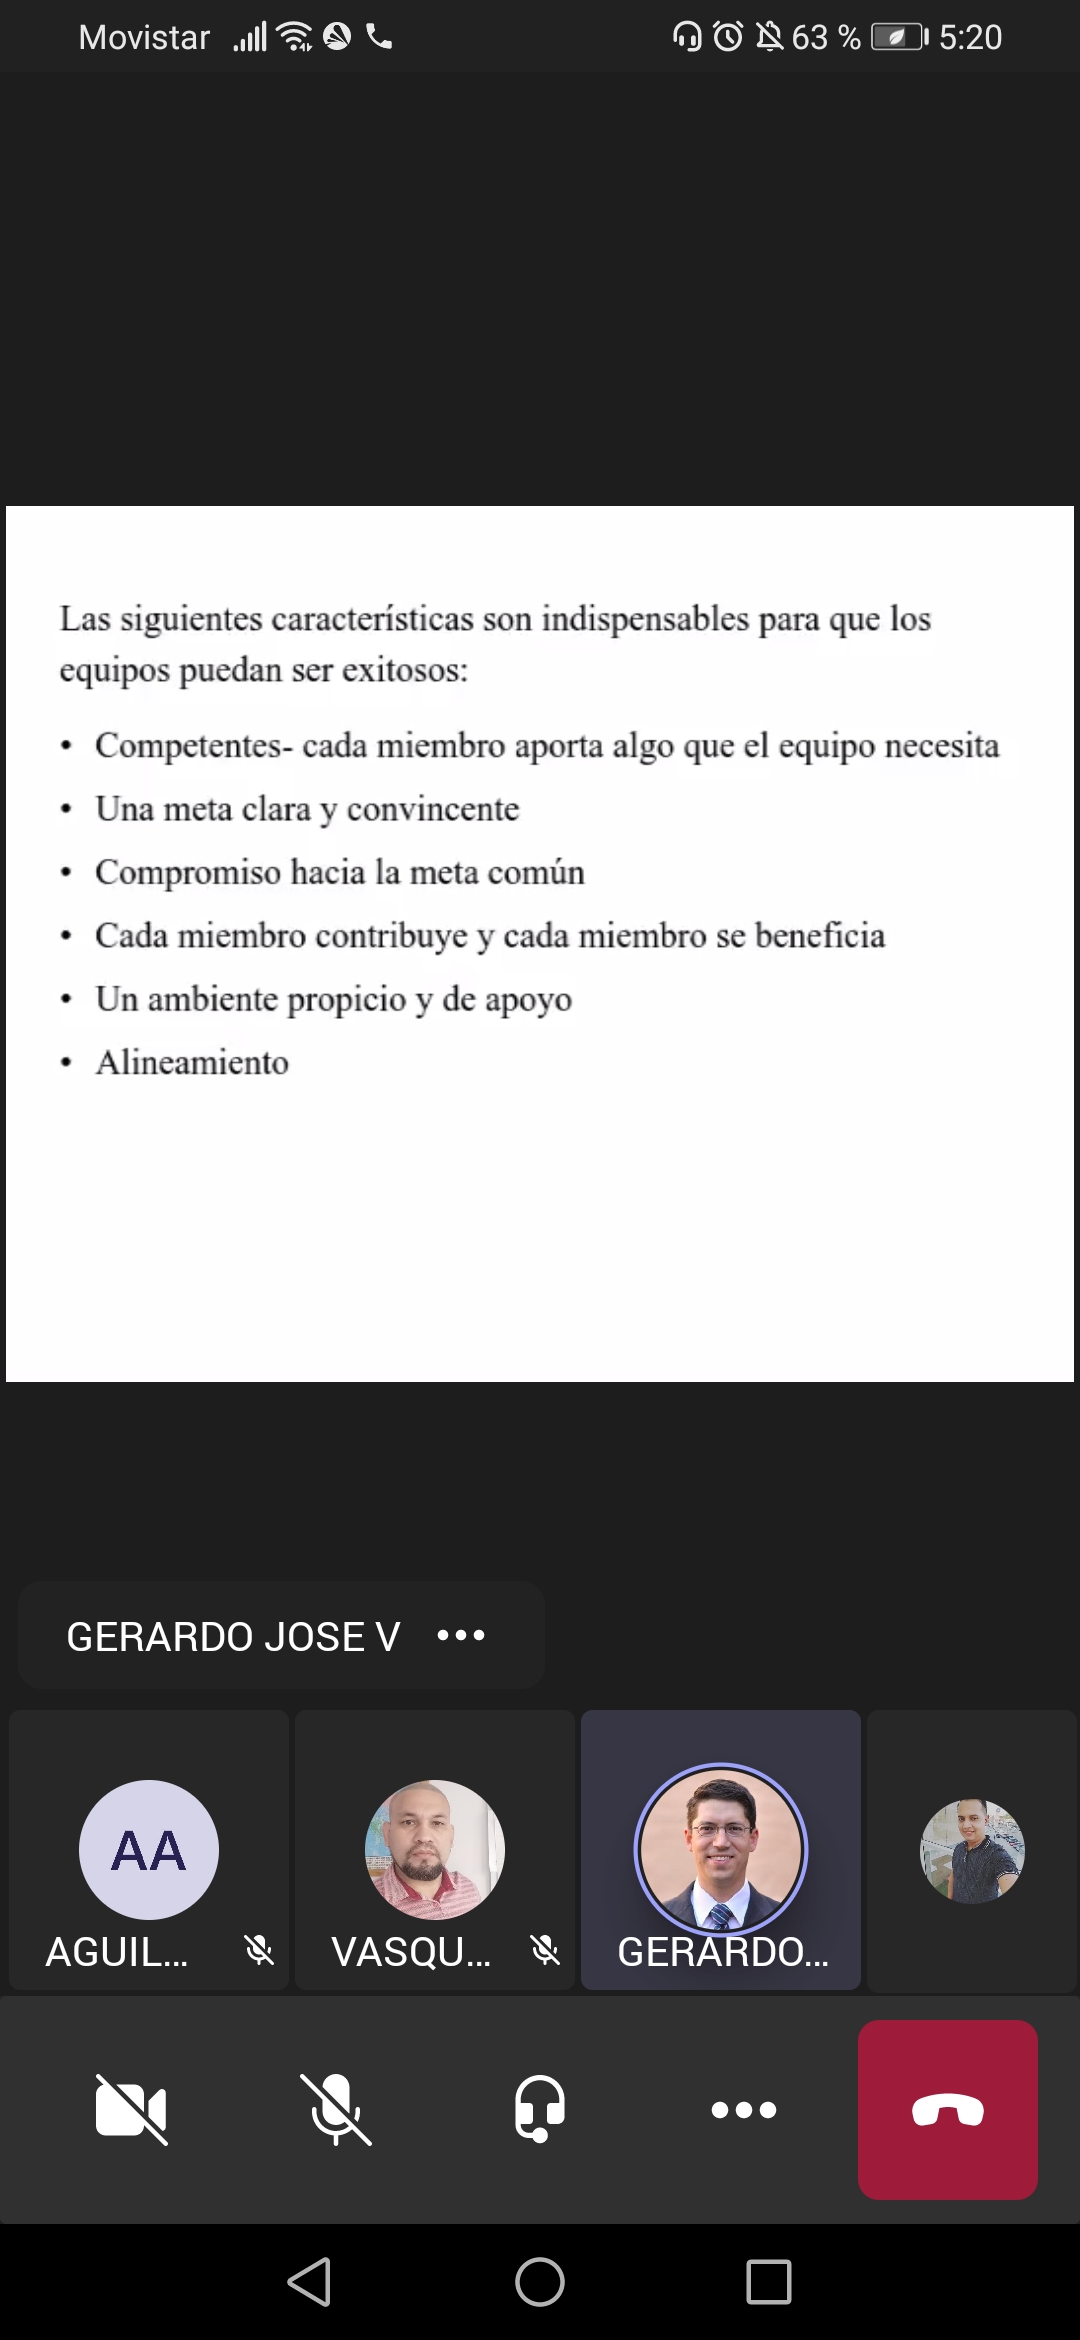 Movistar 63 % 5:20
Las siguientes características son indispensables para que los
equipos puedan ser exitosos:
• Competentes- cada miembro aporta algo que el equipo necesita
• Una meta clara y convincente
• Compromiso hacia la meta común
• Cada miembro contribuye y cada miembro se beneficia
• Un ambiente propicio y de apoyo
• Alineamiento
GERARDO JOSE V
AA
AGUIL... VASQU... GERARDO...